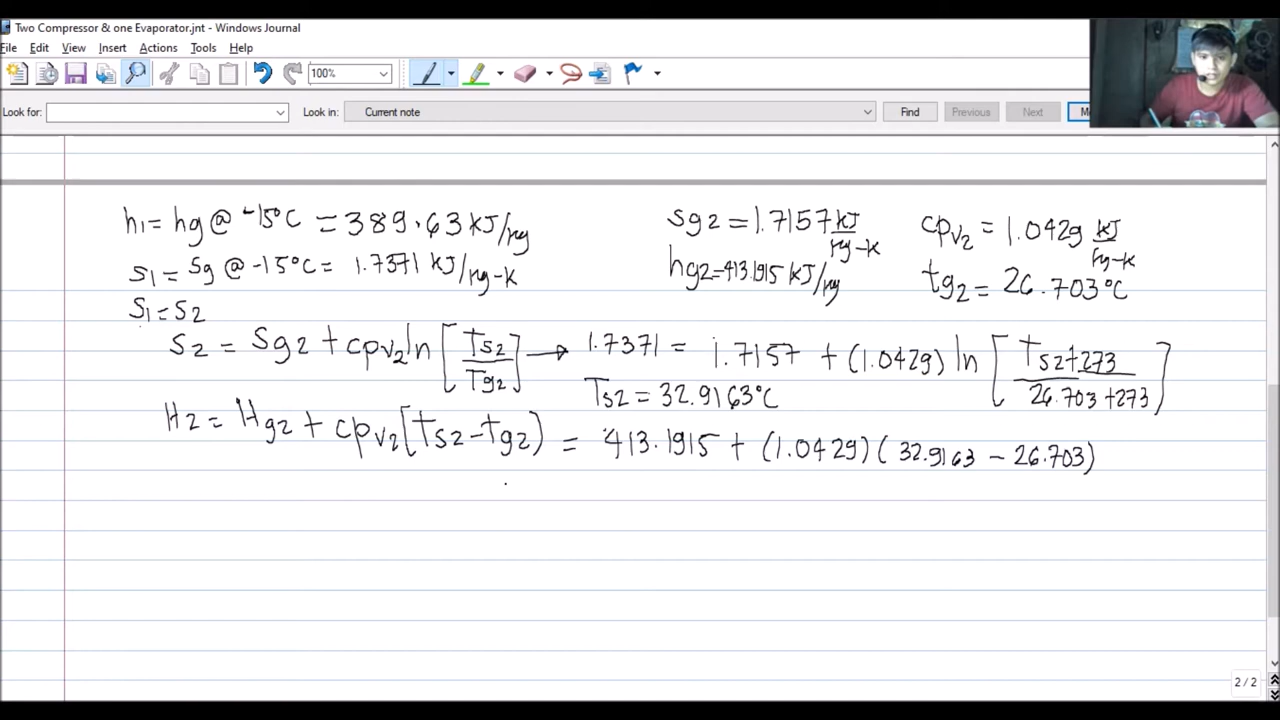 Two Compressor & one Evaporator.jnt - Windows Journal
File Edit View Insert Actions Tools Help
100%
Look for: Look in: Current note Find Previous Next
h1= hg@ -15°C = 389.63 KJ/kg
sg2 = 1.7157 KJ/kg-K
cpv2 = 1.0429 KJ/kg-K
s1 = sg @ -15°C = 1.7371 KJ/kg-K
hg2=413.1915 KJ/kg
tg2 = 26.703°C
s1=s2
s2 = sg2 + cpv2 ln [Ts2/Tg2] → 1.7371 = 1.7157 + (1.0429) ln [Ts2+273/26.703+273]
Ts2 = 32.9163°C
H2 = Hg2 + cpv2[ts2-tg2) = 413.1915 + (1.0429) (32.9163 - 26.703)
2 / 2